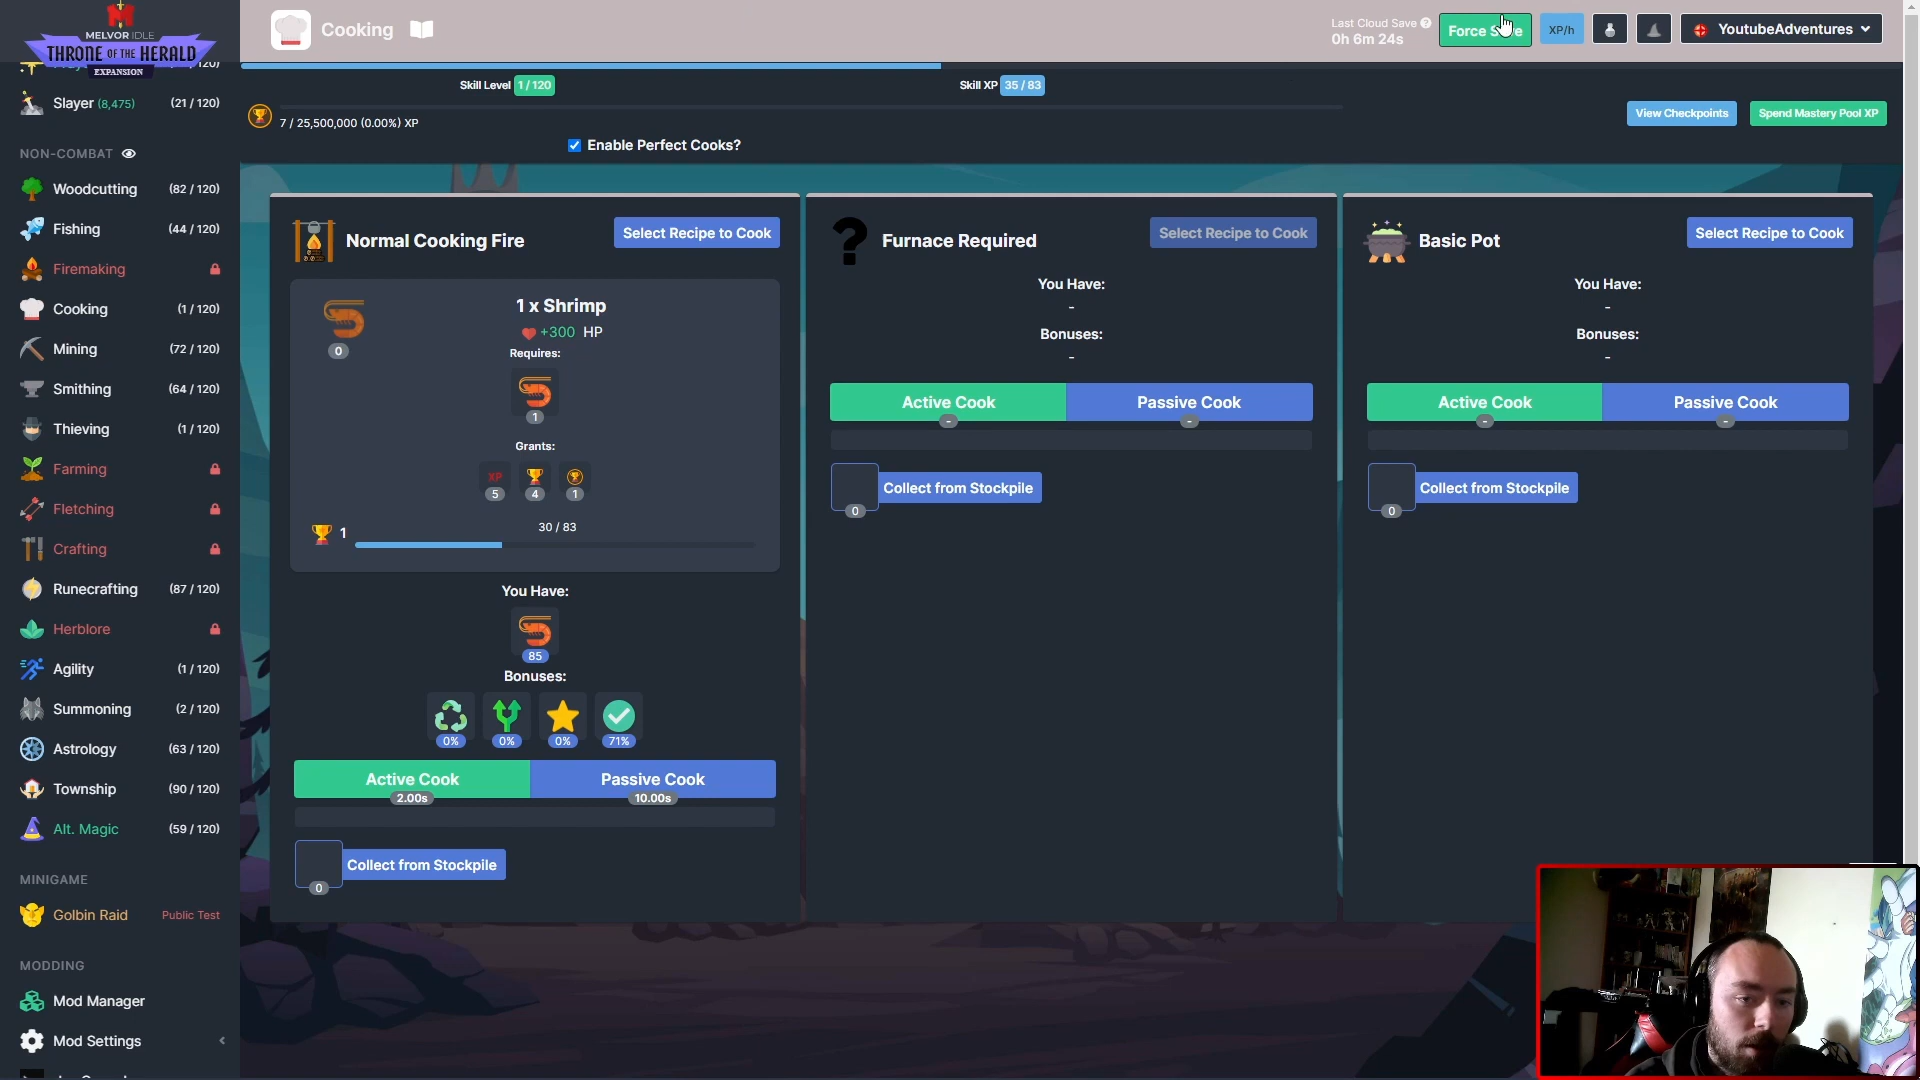 MELVOR IDLE
THRONE OF THE HERALD
EXPANSION
Slayer (8,475) (21 / 120)
NON-COMBAT
Woodcutting (82 / 120)
Fishing (44 / 120)
Firemaking
Cooking (1 / 120)
Mining (72 / 120)
Smithing (64 / 120)
Thieving (1 / 120)
Farming
Fletching
Crafting
Runecrafting (87 / 120)
Herblore
Agility (1 / 120)
Summoning (2 / 120)
Astrology (63 / 120)
Township (90 / 120)
Alt. Magic (59 / 120)
MINIGAME
Golbin Raid Public Test
MODDING
Mod Manager
Mod Settings
Cooking
Last Cloud Save
0h 6m 24s
Force
XP/h
YoutubeAdventures
Skill Level 1 / 120
Skill XP 35 / 83
7 / 25,500,000 (0.00%) XP
View Checkpoints
Spend Mastery Pool XP
Enable Perfect Cooks?
Normal Cooking Fire
Select Recipe to Cook
1 x Shrimp
+300 HP
0
Requires:
1
Grants:
XP
5 4 1
1
30 / 83
You Have:
85
Bonuses:
0% 0% 0% 71%
Active Cook
2.00s
Passive Cook
10.00s
Collect from Stockpile
0
Furnace Required
Select Recipe to Cook
You Have:
-
Bonuses:
-
Active Cook
-
Passive Cook
-
Collect from Stockpile
0
Basic Pot
Select Recipe to Cook
You Have:
-
Bonuses:
-
Active Cook
-
Passive Cook
-
Collect from Stockpile
0